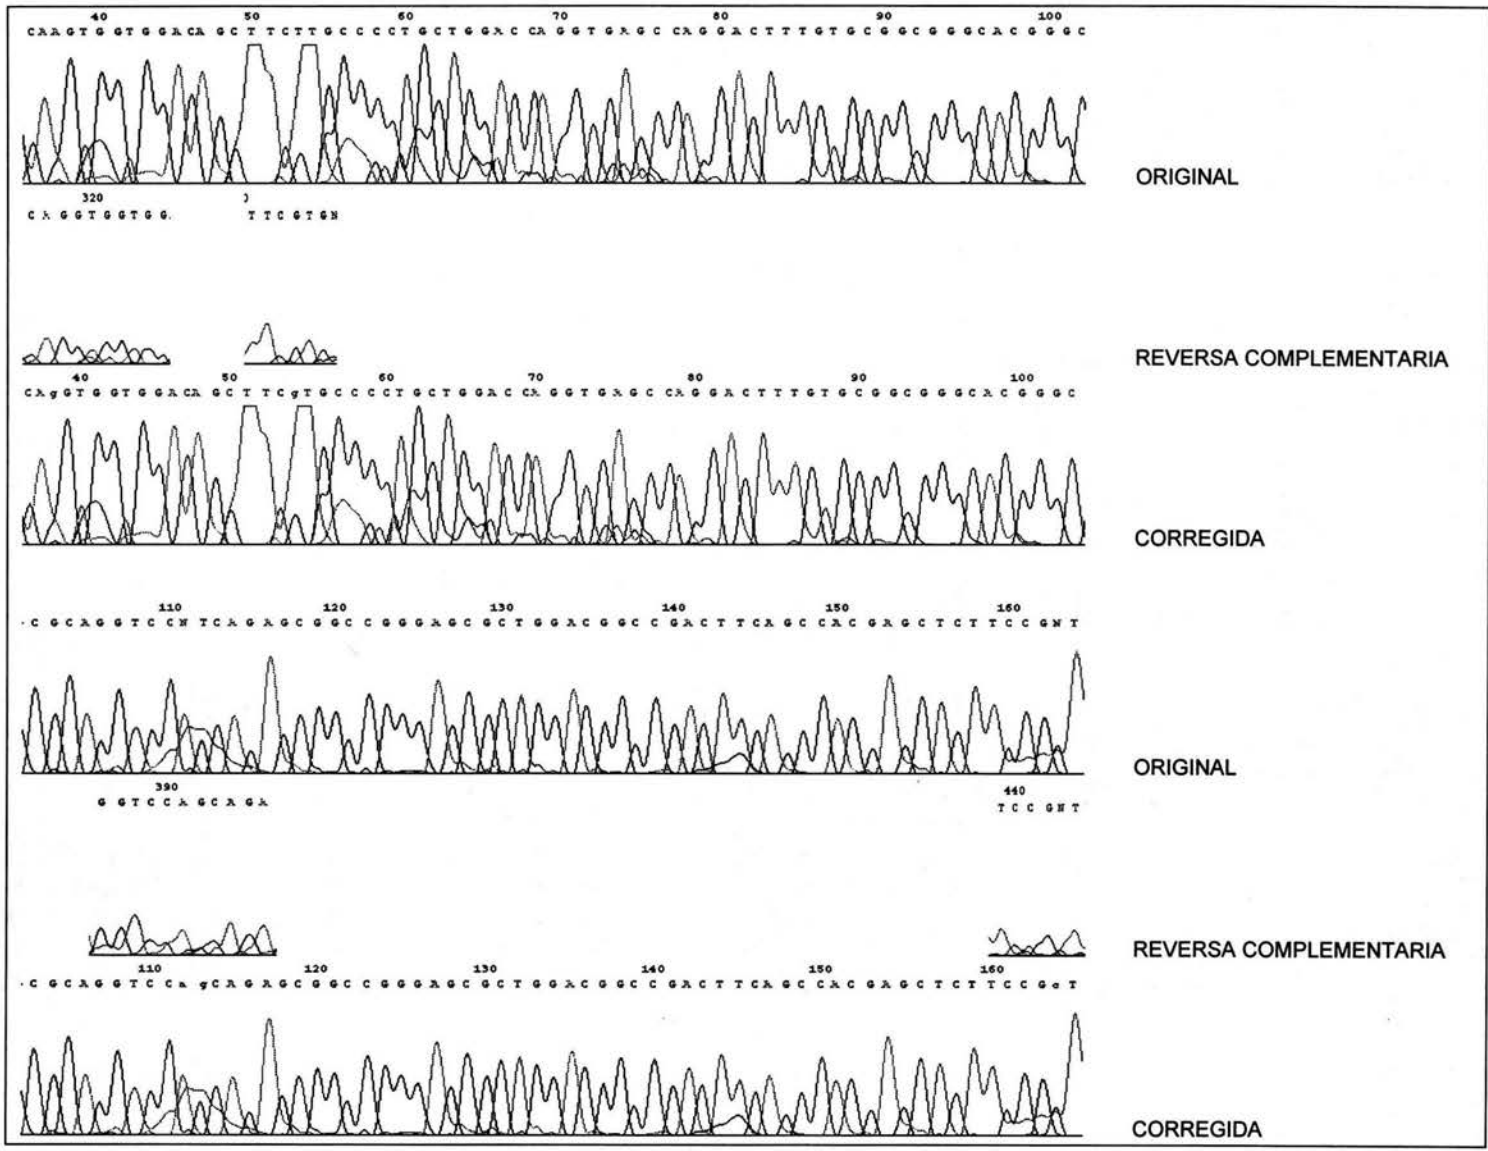 40 50 60 70 80 90 100
CAAGTGGTGGACAGCTTCTTGCCCCTGCTGGACCAGGTGAGCCAGGACTTTGTGCGGCGGGCACGGGC
ORIGINAL
320
CAGGTGGTGG. TTCGTGN
REVERSA COMPLEMENTARIA
40 50 60 70 80 90 100
CAgGTGGTGGACAGCTTCgTGCCCCTGCTGGACCAGGTGAGCCAGGACTTTGTGCGGCGGGCACGGGC
CORREGIDA
110 120 130 140 150 160
CGCAGGTCCNTCAGAGCGGCCGGGAGCGCTGGACGGCCGACTTCAGCCACGAGCTCTTCCGNT
ORIGINAL
390 440
GGTCCAGCAGA TCCGNT
REVERSA COMPLEMENTARIA
110 120 130 140 150 160
CGCAGGTCCagCAGAGCGGCCGGGAGCGCTGGACGGCCGACTTCAGCCACGAGCTCTTCCGcT
CORREGIDA